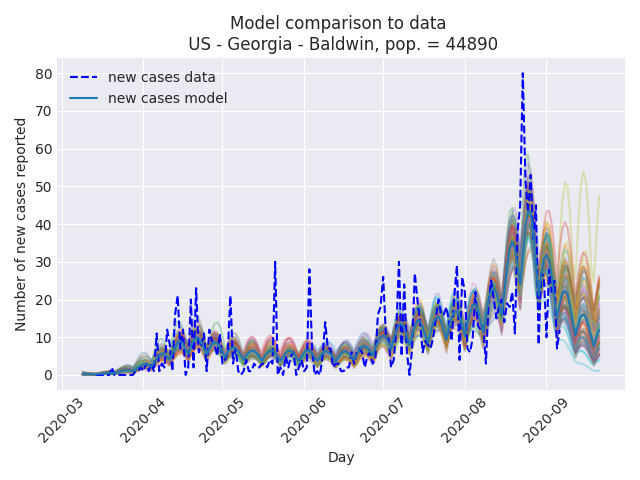 Model comparison to data
US - Georgia - Baldwin, pop. = 44890
new cases data
new cases model
Number of new cases reported
80
70
60
50
40
30
20
10
0
2020-03
2020-04
2020-05
2020-06
2020-07
2020-08
2020-09
Day